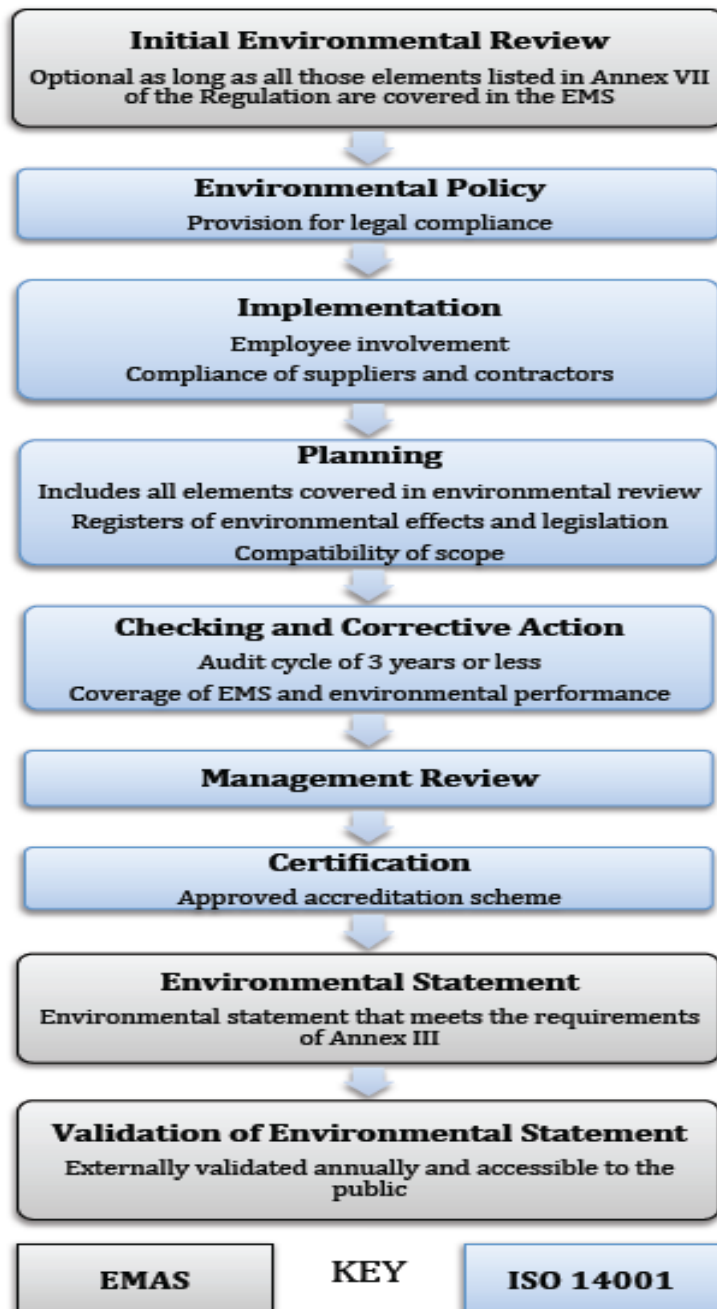 Initial Environmental Review
Optional as long as all those elements listed in Annex VII
of the Regulation are covered in the EMS
Environmental Policy
Provision for legal compliance
Implementation
Employee involvement
Compliance of suppliers and contractors
Planning
Includes all elements covered in environmental review
Registers of environmental effects and legislation
Compatibility of scope
Checking and Corrective Action
Audit cycle of 3 years or less
Coverage of EMS and environmental performance
Management Review
Certification
Approved accreditation scheme
Environmental Statement
Environmental statement that meets the requirements
of Annex III
Validation of Environmental Statement
Externally validated annually and accessible to the
public
EMAS KEY ISO 14001